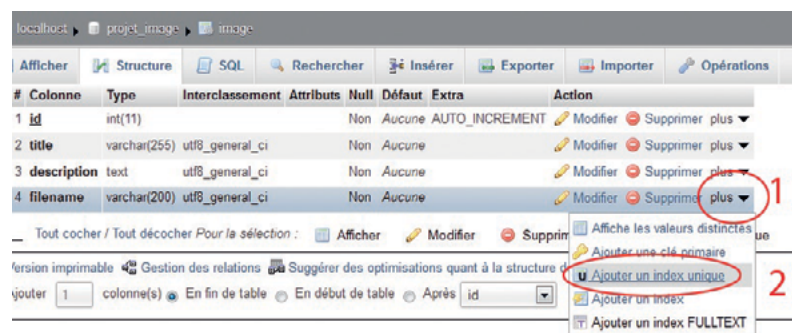 localhost projet_image image
Afficher Structure SQL Rechercher Insérer Exporter Importer Opérations
# Colonne Type Interclassement Attributs Null Défaut Extra Action
1 id int(11) Non Aucune AUTO_INCREMENT Modifier Supprimer plus
2 title varchar(255) utf8_general_ci Non Aucune Modifier Supprimer plus
3 description text utf8_general_ci Non Aucune Modifier Supprimer plus
4 filename varchar(200) utf8_general_ci Non Aucune Modifier Supprimer plus
1
Tout cocher / Tout décocher Pour la sélection : Afficher Modifier Supprim ue
Affiche les valeurs distinctes
Ajouter une clé primaire
ersion imprimable Gestion des relations Suggérer des optimisations quant à la structure d
u Ajouter un index unique
2
jouter 1 colonne(s) En fin de table En début de table Après id
Ajouter un index
T Ajouter un index FULLTEXT